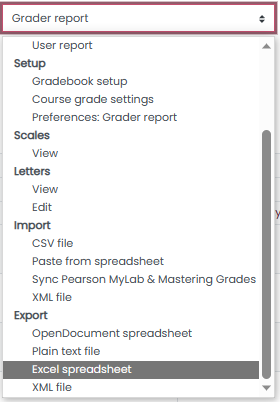 Grader report
User report
Setup
Gradebook setup
Course grade settings
Preferences: Grader report
Scales
View
Letters
View
Edit
Import
CSV file
Paste from spreadsheet
Sync Pearson MyLab & Mastering Grades
XML file
Export
OpenDocument spreadsheet
Plain text file
Excel spreadsheet
XML file